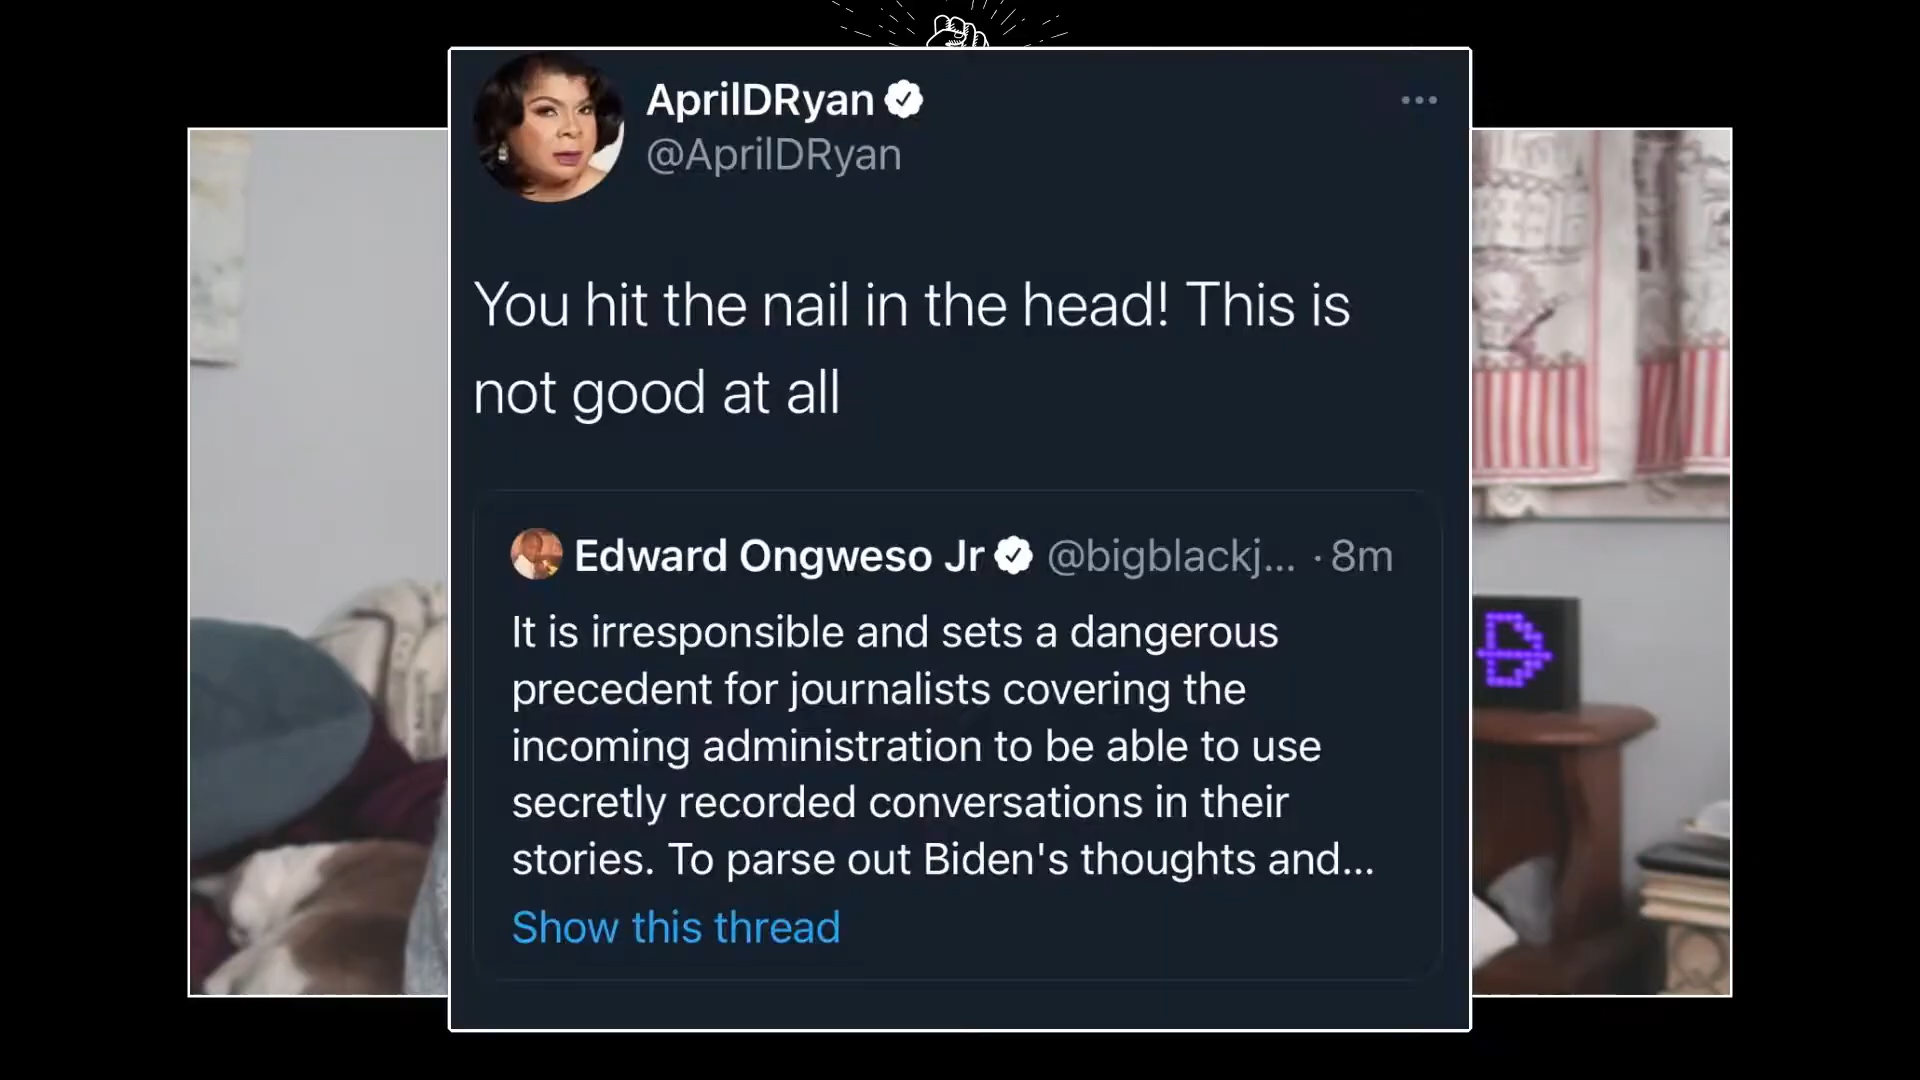 AprilDRyan
@AprilDRyan
You hit the nail in the head! This is
not good at all
Edward Ongweso Jr @bigblackj... · 8m
It is irresponsible and sets a dangerous
precedent for journalists covering the
incoming administration to be able to use
secretly recorded conversations in their
stories. To parse out Biden's thoughts and...
Show this thread